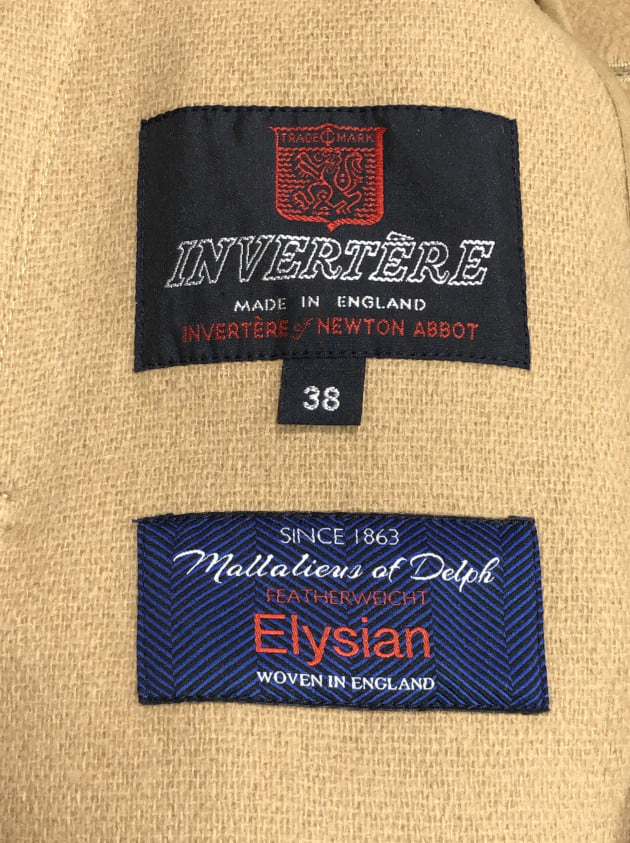 TRADE MARK
INVERTÈRE
MADE IN ENGLAND
INVERTÈRE of NEWTON ABBOT
38
SINCE 1863
Mallalieus of Delph
FEATHERWEIGHT
Elysian
WOVEN IN ENGLAND